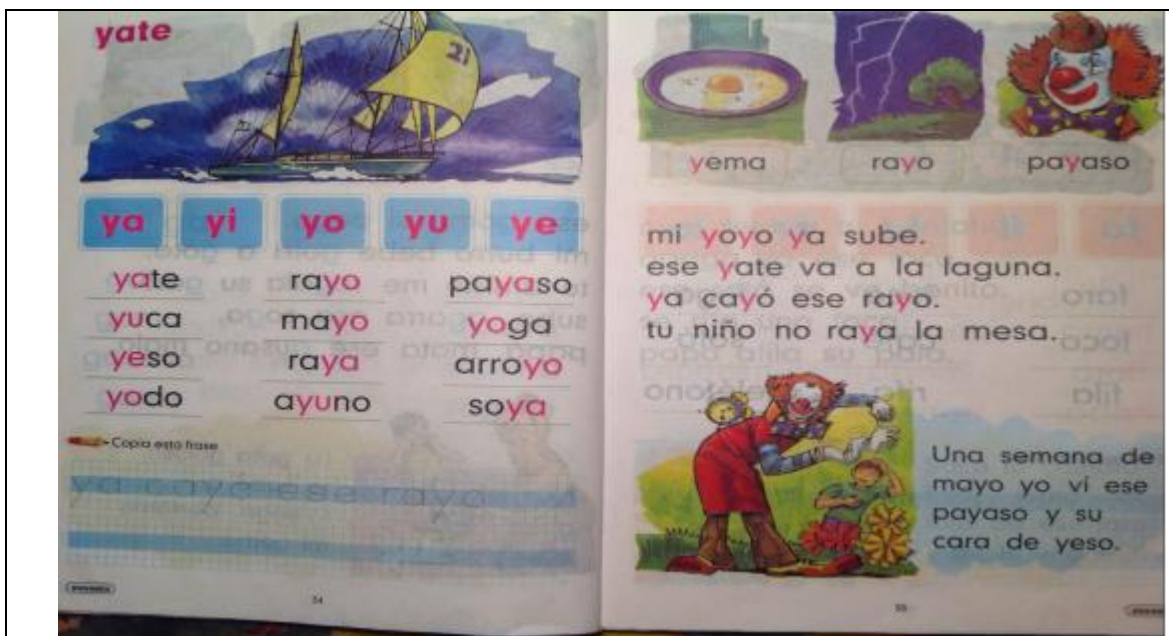 yate
21
ya yi yo yu ye
yate rayo payaso
yuca mayo yoga
yeso raya arroyo
yodo ayuno soya
Copia esta frase
ya cayó ese rayo
34
yema rayo payaso
mi yoyo ya sube.
ese yate va a la laguna.
ya cayó ese rayo.
tu niño no raya la mesa.
Una semana de
mayo yo ví ese
payaso y su
cara de yeso.